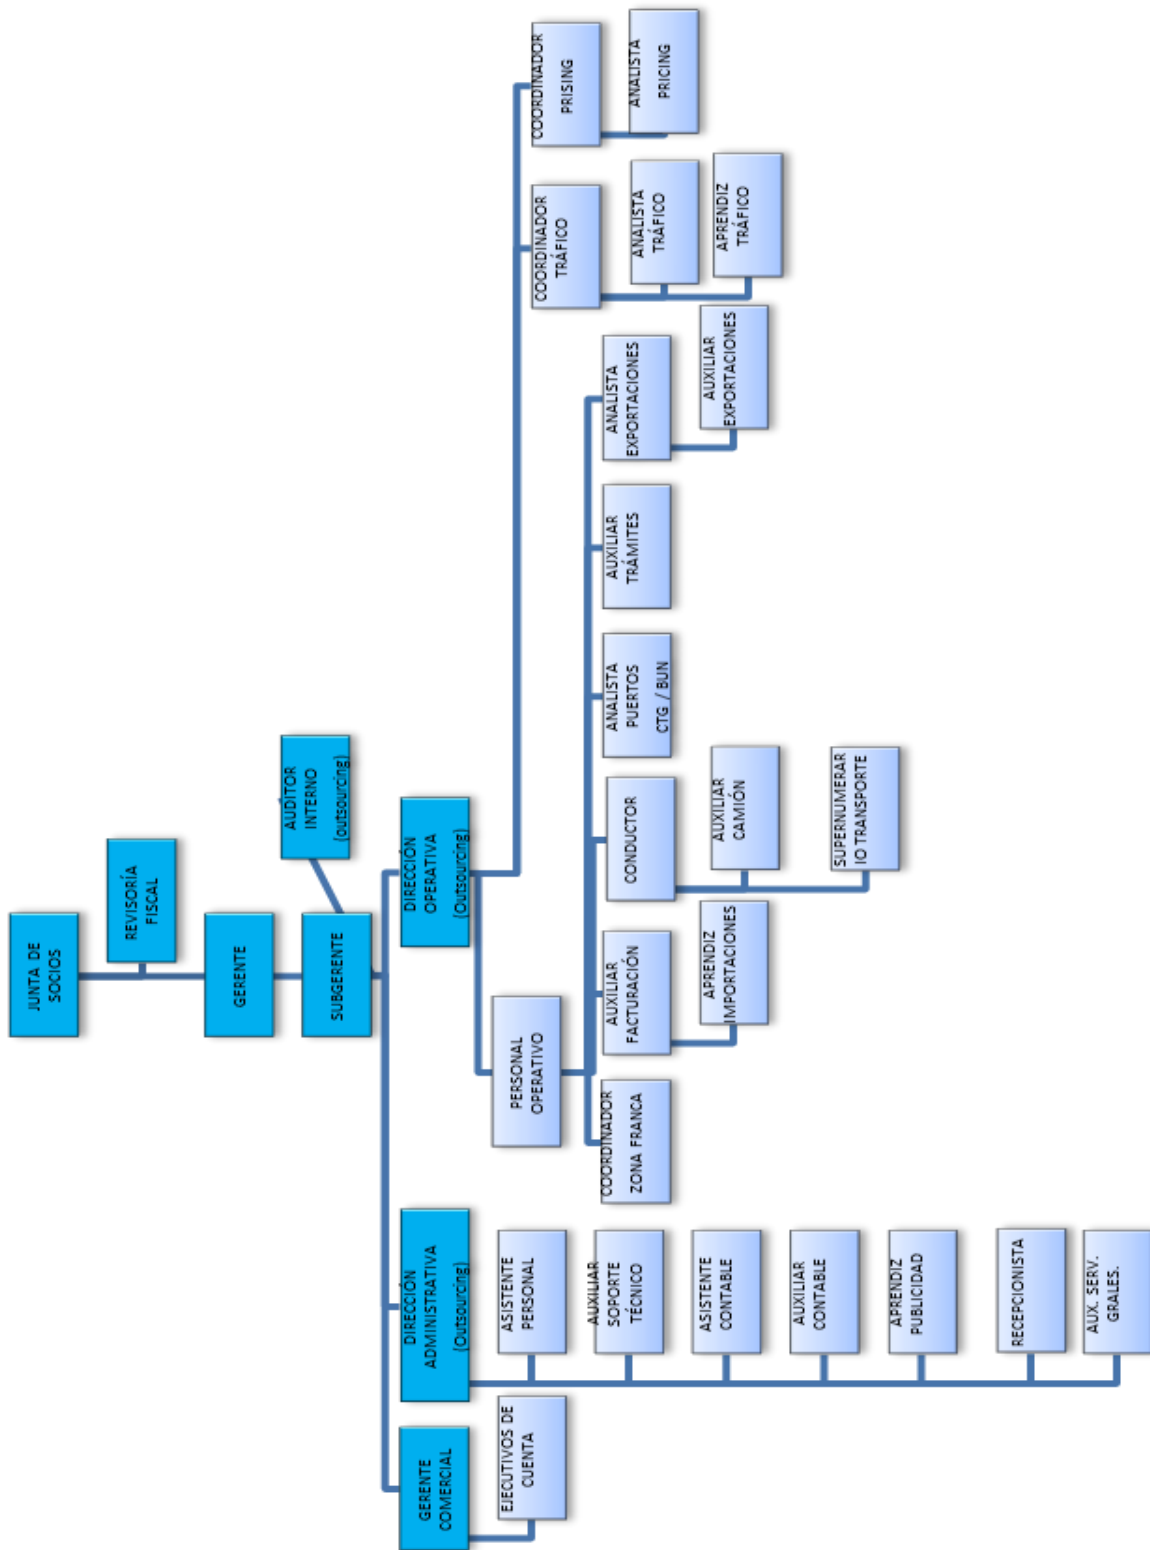 JUNTA DE
SOCIOS
REVISORÍA
FISCAL
GERENTE
SUBGERENTE
AUDITOR
INTERNO
(outsourcing)
GERENTE
COMERCIAL
DIRECCIÓN
ADMINISTRATIVA
(Outsourcing)
DIRECCIÓN
OPERATIVA
(Outsourcing)
EJECUTIVOS DE
CUENTA
ASISTENTE
PERSONAL
AUXILIAR
SOPORTE
TÉCNICO
ASISTENTE
CONTABLE
AUXILIAR
CONTABLE
APRENDIZ
PUBLICIDAD
RECEPCIONISTA
AUX. SERV.
GRALES.
PERSONAL
OPERATIVO
COORDINADOR
ZONA FRANCA
AUXILIAR
FACTURACIÓN
APRENDIZ
IMPORTACIONES
CONDUCTOR
AUXILIAR
CAMIÓN
SUPERNUMERAR
IO TRANSPORTE
ANALISTA
PUERTOS
CTG / BUN
AUXILIAR
TRÁMITES
ANALISTA
EXPORTACIONES
AUXILIAR
EXPORTACIONES
COORDINADOR
TRÁFICO
ANALISTA
TRÁFICO
APRENDIZ
TRÁFICO
COORDINADOR
PRISING
ANALISTA
PRICING